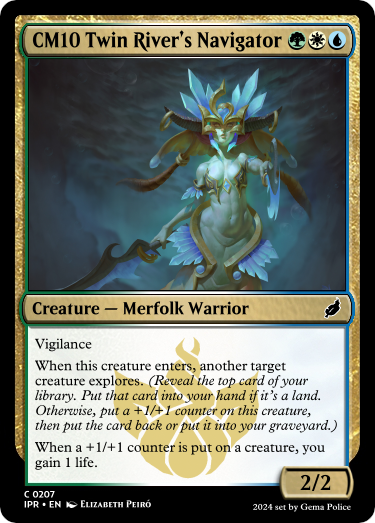 CM10 Twin River's Navigator
Creature — Merfolk Warrior
Vigilance
When this creature enters, another target
creature explores. (Reveal the top card of your
library. Put that card into your hand if it's a land.
Otherwise, put a +1/+1 counter on this creature,
then put the card back or put it into your graveyard.)
When a +1/+1 counter is put on a creature, you
gain 1 life.
2/2
C 0207
IPR • EN Elizabeth Peiró
2024 set by Gema Police